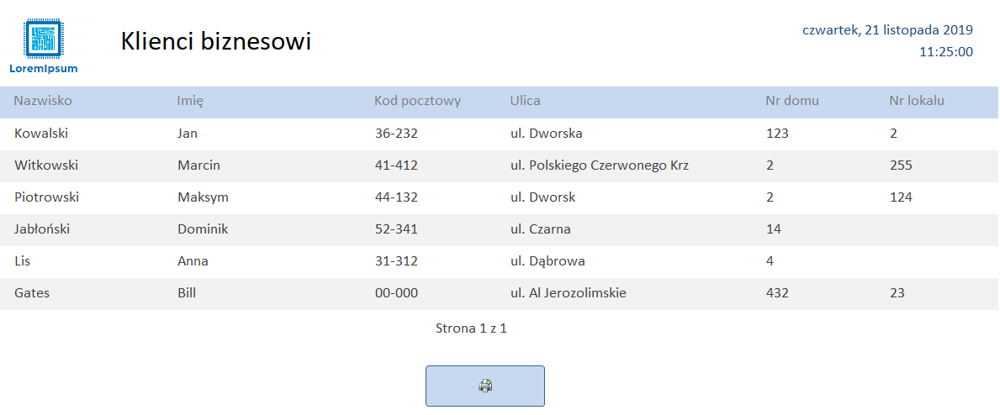 LoremIpsum
Klienci biznesowi
czwartek, 21 listopada 2019
11:25:00
Nazwisko Imię Kod pocztowy Ulica Nr domu Nr lokalu
Kowalski Jan 36-232 ul. Dworska 123 2
Witkowski Marcin 41-412 ul. Polskiego Czerwonego Krz 2 255
Piotrowski Maksym 44-132 ul. Dworsk 2 124
Jabłoński Dominik 52-341 ul. Czarna 14
Lis Anna 31-312 ul. Dąbrowa 4
Gates Bill 00-000 ul. Al Jerozolimskie 432 23
Strona 1 z 1